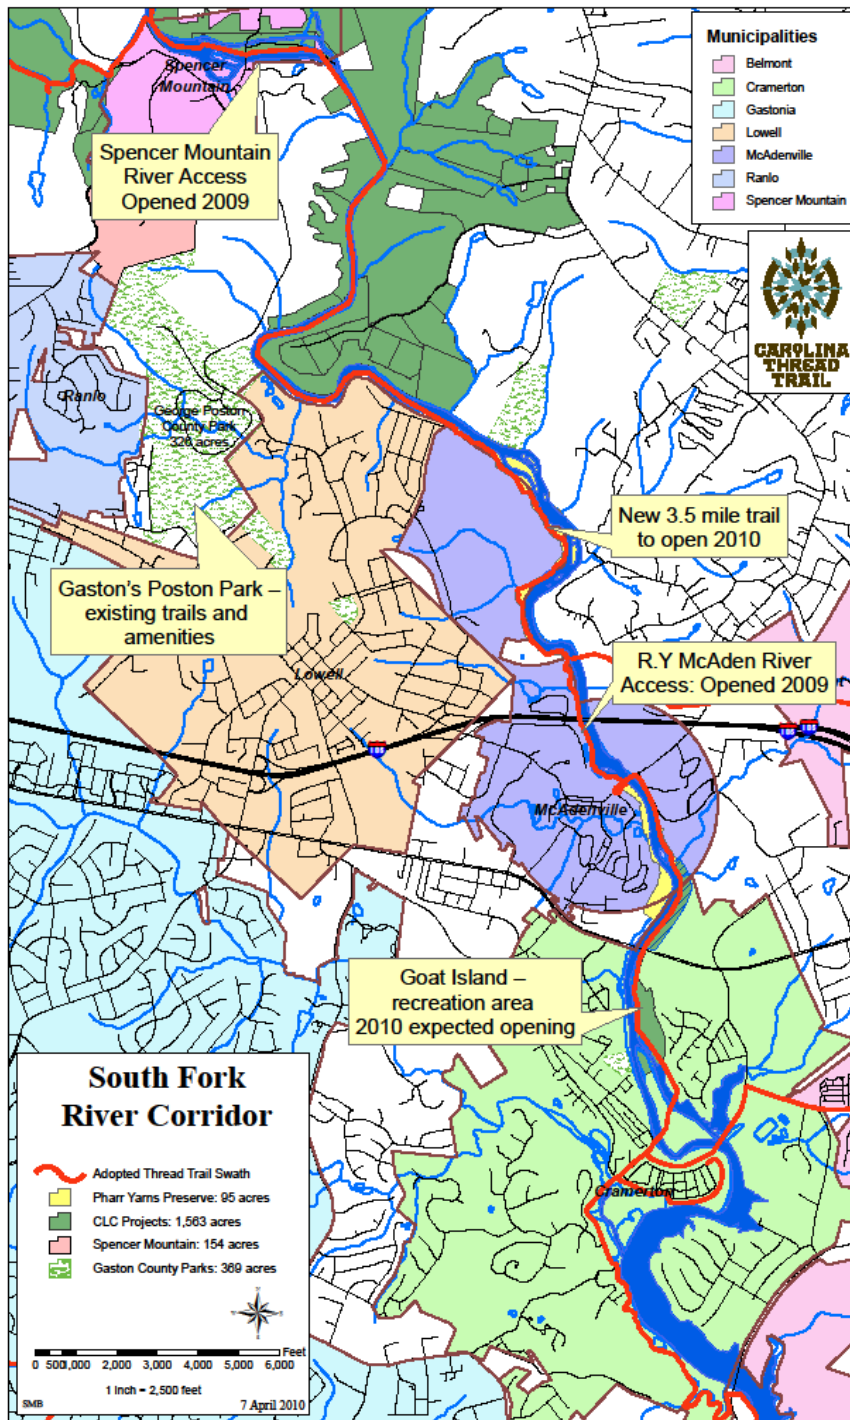 Municipalities
Belmont
Cramerton
Gastonia
Lowell
McAdenville
Ranlo
Spencer Mountain
CAROLINA
THREAD
TRAIL
Spencer
Mountain
Spencer Mountain
River Access
Opened 2009
Ranlo
George Poston
County Park
326 acres
New 3.5 mile trail
to open 2010
Gaston's Poston Park –
existing trails and
amenities
R.Y McAden River
Access: Opened 2009
Lowell
McAdenville
Goat Island –
recreation area
2010 expected opening
Cramerton
South Fork
River Corridor
Adopted Thread Trail Swath
Pharr Yarns Preserve: 95 acres
CLC Projects: 1,563 acres
Spencer Mountain: 154 acres
Gaston County Parks: 369 acres
Feet
0 500 1,000 2,000 3,000 4,000 5,000 6,000
1 Inch = 2,500 feet
SMB
7 April 2010